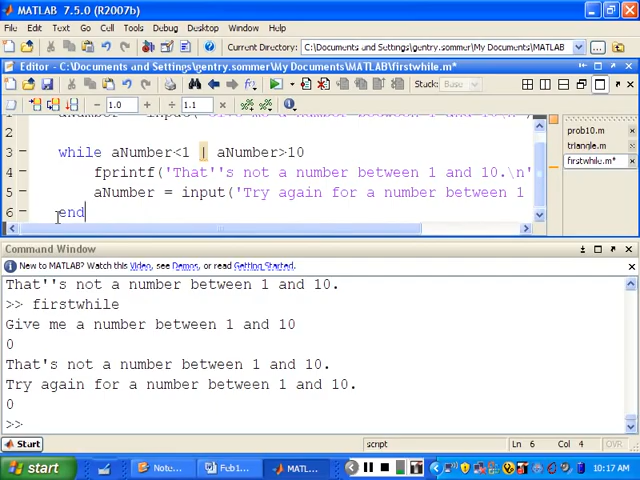 MATLAB 7.5.0 (R2007b)
File Edit Text Go Cell Tools Debug Desktop Window Help
Current Directory: C:\Documents and Settings\gentry.sommer\My Documents\MATLAB
Editor - C:\Documents and Settings\gentry.sommer\My Documents\MATLAB\firstwhile.m*
Stack: Base
- 1.0 + ÷ 1.1 ×
2
3 - while aNumber<1 | aNumber>10
4 - fprintf('That''s not a number between 1 and 10.\n'
5 - aNumber = input('Try again for a number between 1
6 - end
prob10.m
triangle.m
firstwhile.m*
Command Window
New to MATLAB? Watch this Video, see Demos, or read Getting Started.
That''s not a number between 1 and 10.
>> firstwhile
Give me a number between 1 and 10
0
That's not a number between 1 and 10.
Try again for a number between 1 and 10.
0
>>
Start script Ln 6 Col 4 OVR
start Note... Feb1... MATL... 10:17 AM